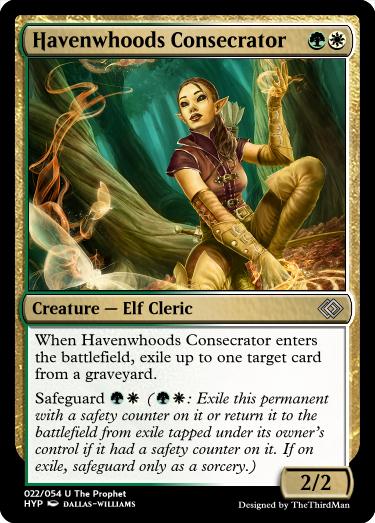 Havenwhoods Consecrator
Creature — Elf Cleric
When Havenwhoods Consecrator enters
the battlefield, exile up to one target card
from a graveyard.
Safeguard (: Exile this permanent
with a safety counter on it or return it to the
battlefield from exile tapped under its owner's
control if it had a safety counter on it. If on
exile, safeguard only as a sorcery.)
2/2
022/054 U The Prophet
HYP DALLAS-WILLIAMS
Designed by TheThirdMan